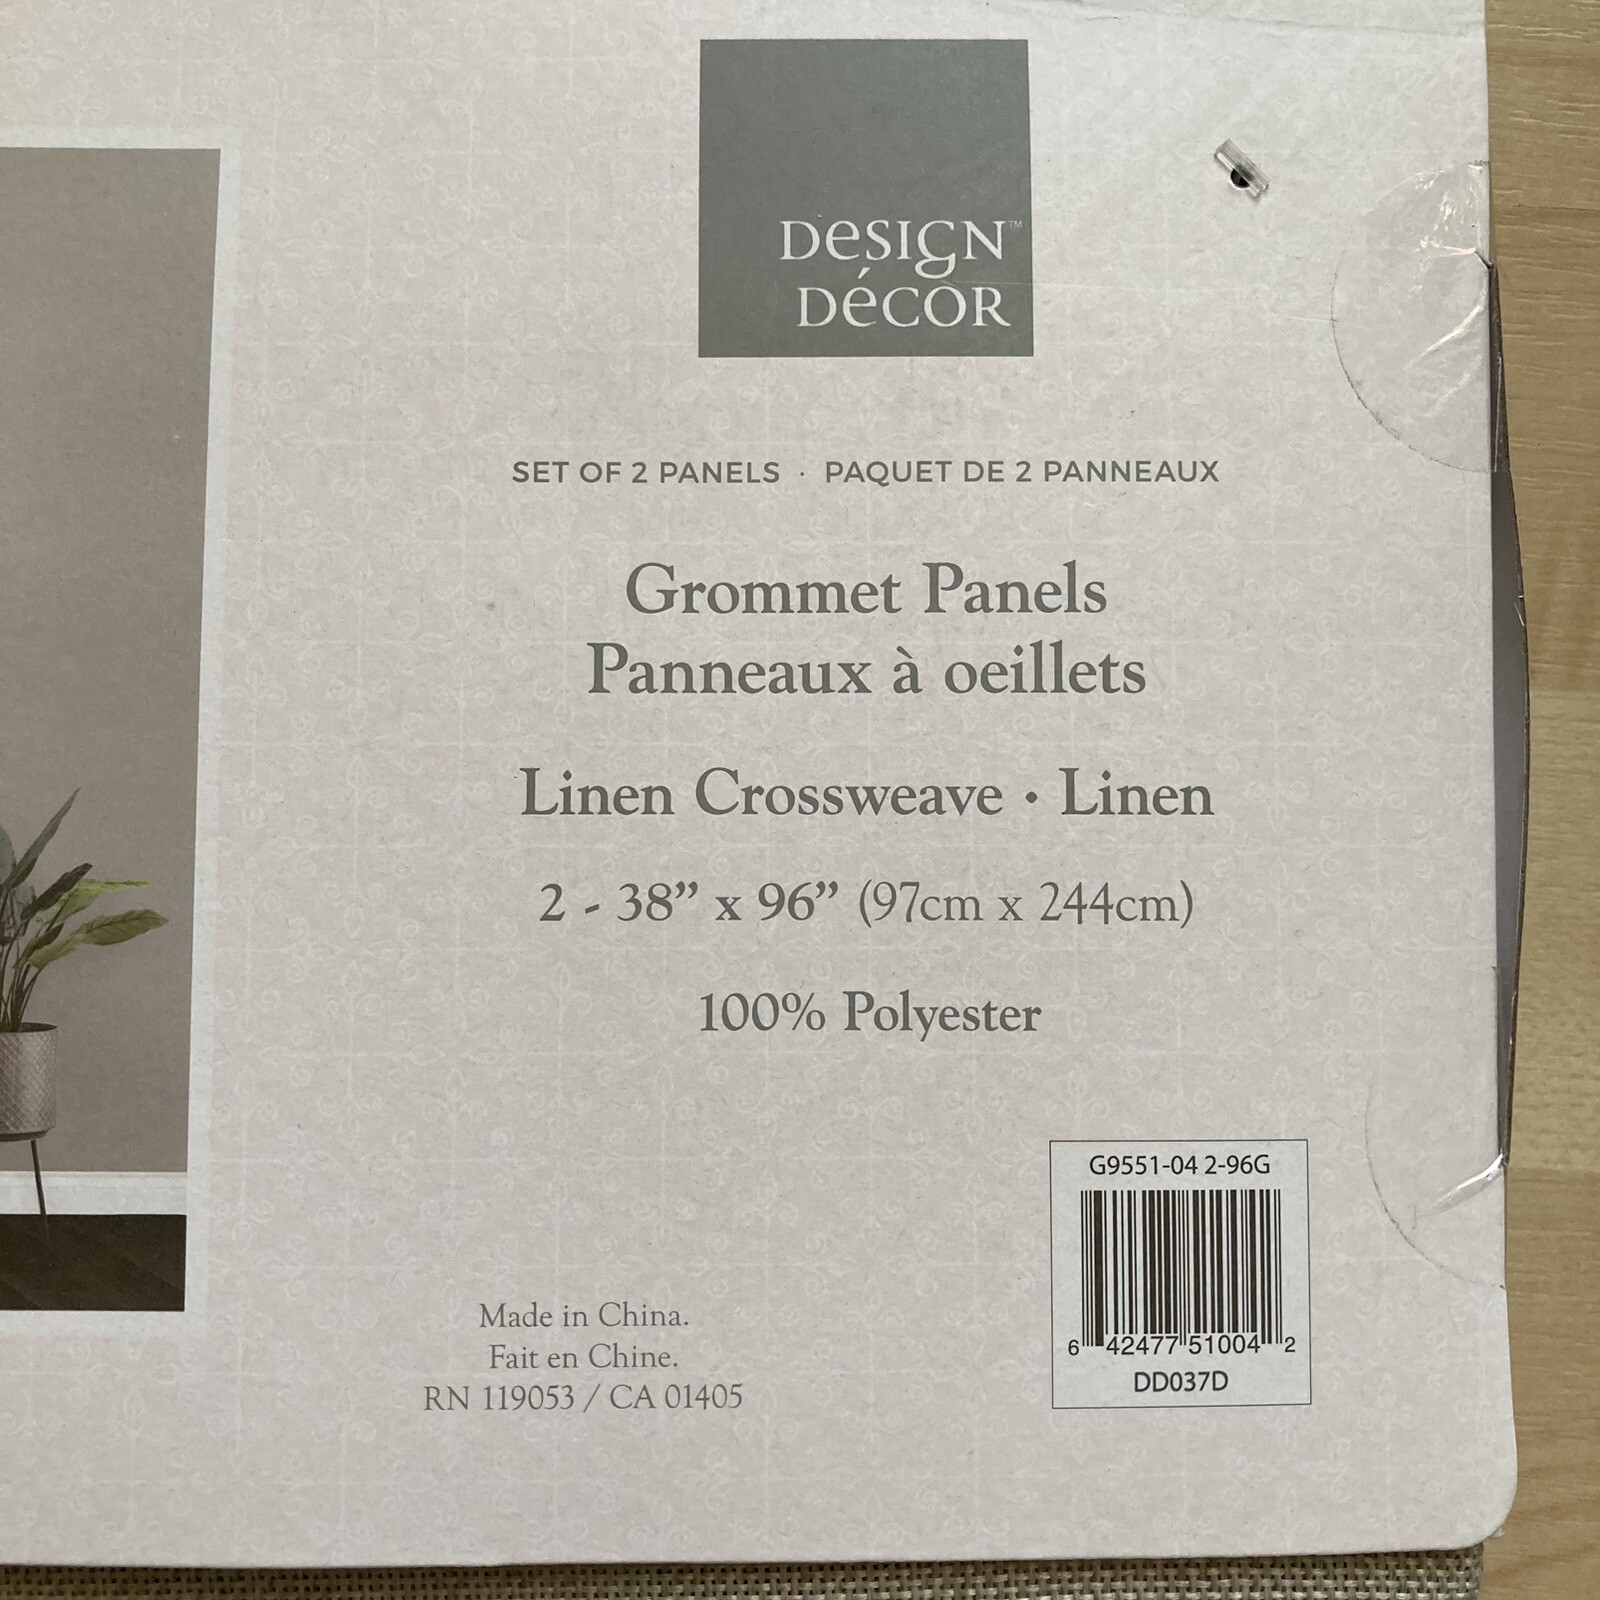 DESIGN™
DÉCOR
SET OF 2 PANELS · PAQUET DE 2 PANNEAUX
Grommet Panels
Panneaux à oeillets
Linen Crossweave • Linen
2 - 38” x 96” (97cm x 244cm)
100% Polyester
G9551-04 2-96G
6 42477 51004 2
DD037D
Made in China.
Fait en Chine.
RN 119053 / CA 01405